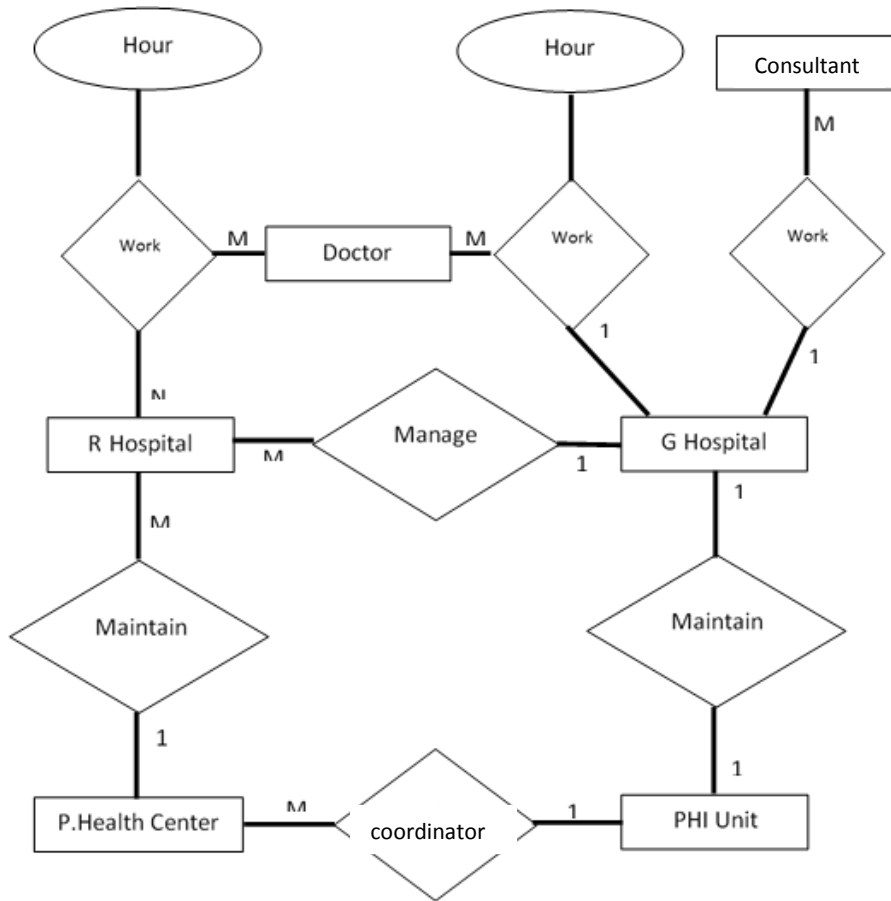 Hour
Hour
Consultant
M
Work
M
Doctor
M
Work
Work
1
1
N
R Hospital
M
Manage
1
G Hospital
M
1
Maintain
Maintain
1
1
P.Health Center
M
coordinator
1
PHI Unit